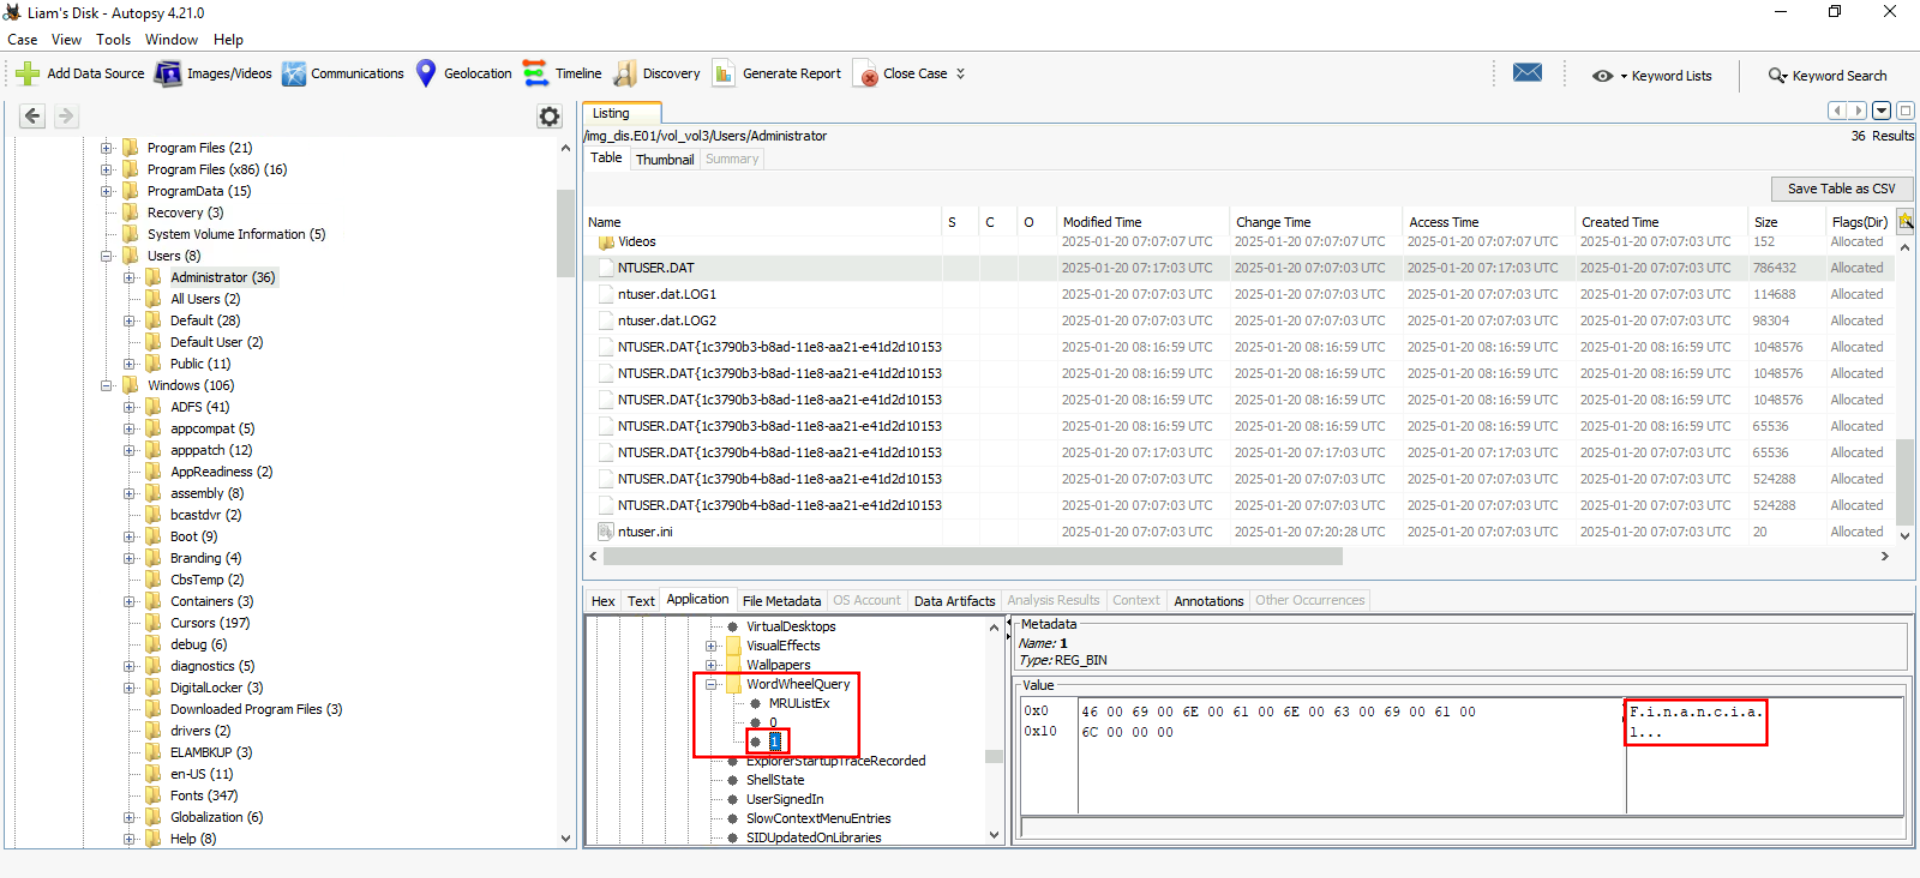 Liam's Disk - Autopsy 4.21.0
Case View Tools Window Help
Add Data Source Images/Videos Communications Geolocation Timeline Discovery Generate Report Close Case Keyword Lists Keyword Search
Program Files (21)
Program Files (x86) (16)
ProgramData (15)
Recovery (3)
System Volume Information (5)
Users (8)
Administrator (36)
All Users (2)
Default (28)
Default User (2)
Public (11)
Windows (106)
ADFS (41)
appcompat (5)
apppatch (12)
AppReadiness (2)
assembly (8)
bcastdvr (2)
Boot (9)
Branding (4)
CbsTemp (2)
Containers (3)
Cursors (197)
debug (6)
diagnostics (5)
DigitalLocker (3)
Downloaded Program Files (3)
drivers (2)
ELAMBKUP (3)
en-US (11)
Fonts (347)
Globalization (6)
Help (8)
Listing
/img_dis.E01/vol_vol3/Users/Administrator
36 Results
Table Thumbnail Summary
Save Table as CSV
Name S C O Modified Time Change Time Access Time Created Time Size Flags(Dir)
Videos 2025-01-20 07:07:07 UTC 2025-01-20 07:07:07 UTC 2025-01-20 07:07:07 UTC 2025-01-20 07:07:03 UTC 152 Allocated
NTUSER.DAT 2025-01-20 07:17:03 UTC 2025-01-20 07:17:03 UTC 2025-01-20 07:17:03 UTC 2025-01-20 07:07:03 UTC 786432 Allocated
ntuser.dat.LOG1 2025-01-20 07:07:03 UTC 2025-01-20 07:07:03 UTC 2025-01-20 07:07:03 UTC 2025-01-20 07:07:03 UTC 114688 Allocated
ntuser.dat.LOG2 2025-01-20 07:07:03 UTC 2025-01-20 07:07:03 UTC 2025-01-20 07:07:03 UTC 2025-01-20 07:07:03 UTC 98304 Allocated
NTUSER.DAT{1c3790b3-b8ad-11e8-aa21-e41d2d10153 2025-01-20 08:16:59 UTC 2025-01-20 08:16:59 UTC 2025-01-20 08:16:59 UTC 2025-01-20 08:16:59 UTC 1048576 Allocated
NTUSER.DAT{1c3790b3-b8ad-11e8-aa21-e41d2d10153 2025-01-20 08:16:59 UTC 2025-01-20 08:16:59 UTC 2025-01-20 08:16:59 UTC 2025-01-20 08:16:59 UTC 1048576 Allocated
NTUSER.DAT{1c3790b3-b8ad-11e8-aa21-e41d2d10153 2025-01-20 08:16:59 UTC 2025-01-20 08:16:59 UTC 2025-01-20 08:16:59 UTC 2025-01-20 08:16:59 UTC 1048576 Allocated
NTUSER.DAT{1c3790b3-b8ad-11e8-aa21-e41d2d10153 2025-01-20 08:16:59 UTC 2025-01-20 08:16:59 UTC 2025-01-20 08:16:59 UTC 2025-01-20 08:16:59 UTC 65536 Allocated
NTUSER.DAT{1c3790b4-b8ad-11e8-aa21-e41d2d10153 2025-01-20 07:17:03 UTC 2025-01-20 07:17:03 UTC 2025-01-20 07:17:03 UTC 2025-01-20 07:07:03 UTC 65536 Allocated
NTUSER.DAT{1c3790b4-b8ad-11e8-aa21-e41d2d10153 2025-01-20 07:07:03 UTC 2025-01-20 07:07:03 UTC 2025-01-20 07:07:03 UTC 2025-01-20 07:07:03 UTC 524288 Allocated
NTUSER.DAT{1c3790b4-b8ad-11e8-aa21-e41d2d10153 2025-01-20 07:07:03 UTC 2025-01-20 07:07:03 UTC 2025-01-20 07:07:03 UTC 2025-01-20 07:07:03 UTC 524288 Allocated
ntuser.ini 2025-01-20 07:07:03 UTC 2025-01-20 07:20:28 UTC 2025-01-20 07:07:03 UTC 2025-01-20 07:07:03 UTC 20 Allocated
Hex Text Application File Metadata OS Account Data Artifacts Analysis Results Context Annotations Other Occurrences
VirtualDesktops
VisualEffects
Wallpapers
WordWheelQuery
MRUListEx
0
1
ExplorerStartupTraceRecorded
ShellState
UserSignedIn
SlowContextMenuEntries
SIDUpdatedOnLibraries
Metadata
Name: 1
Type: REG_BIN
Value
0x0 46 00 69 00 6E 00 61 00 6E 00 63 00 69 00 61 00 F.i.n.a.n.c.i.a.
0x10 6C 00 00 00 l...